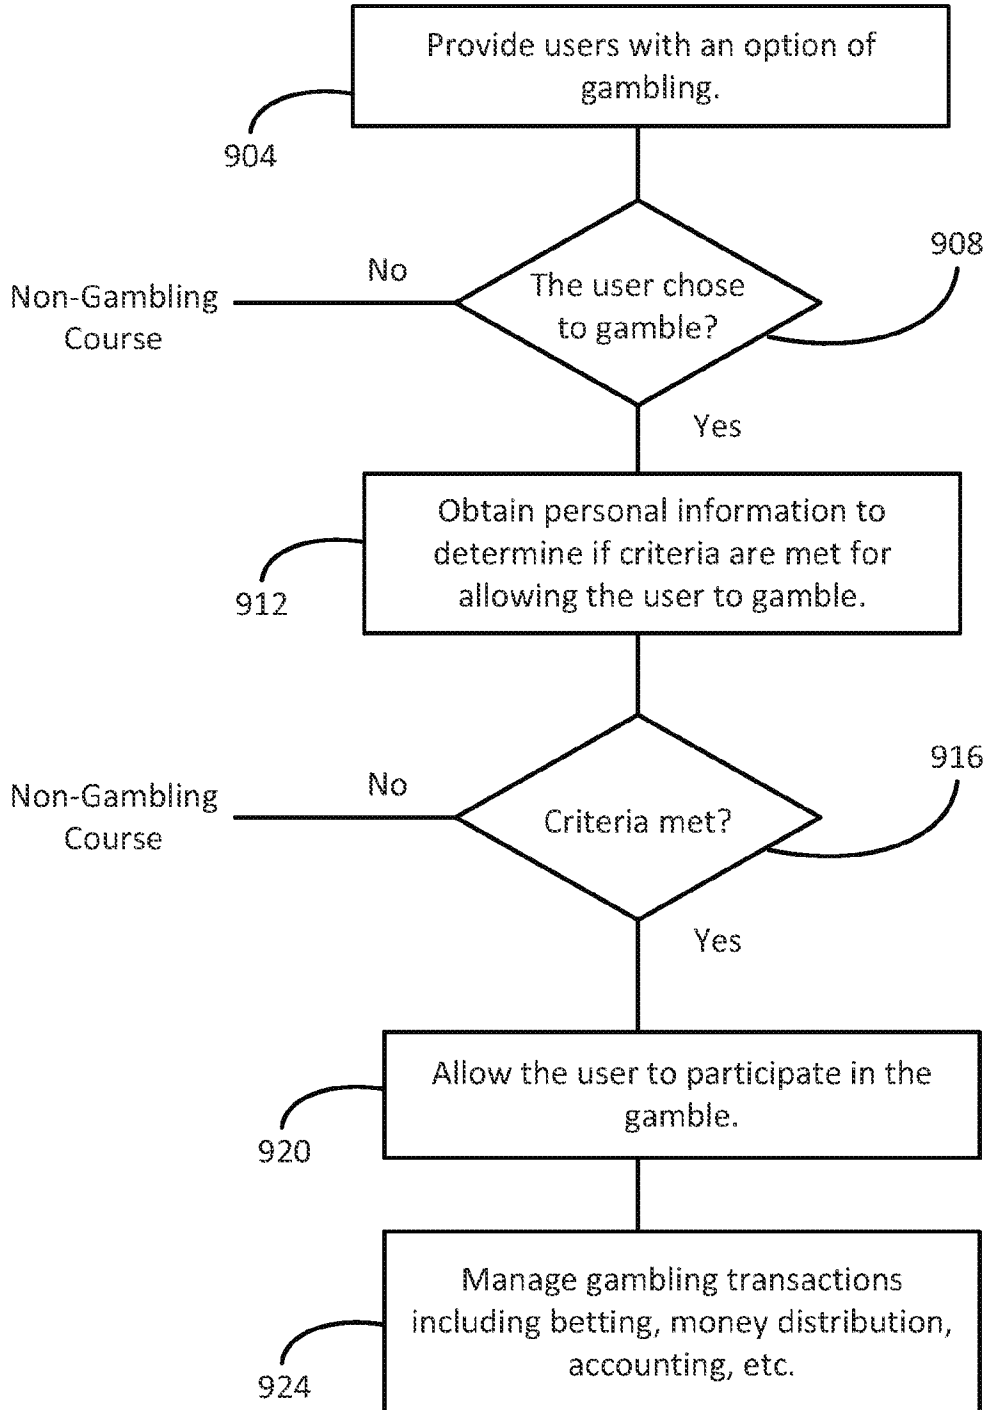 Provide users with an option of
gambling.
904
908
No
The user chose
to gamble?
Non-Gambling
Course
Yes
Obtain personal information to
determine if criteria are met for
allowing the user to gamble.
912
916
No
Criteria met?
Non-Gambling
Course
Yes
Allow the user to participate in the
gamble.
920
Manage gambling transactions
including betting, money distribution,
accounting, etc.
924